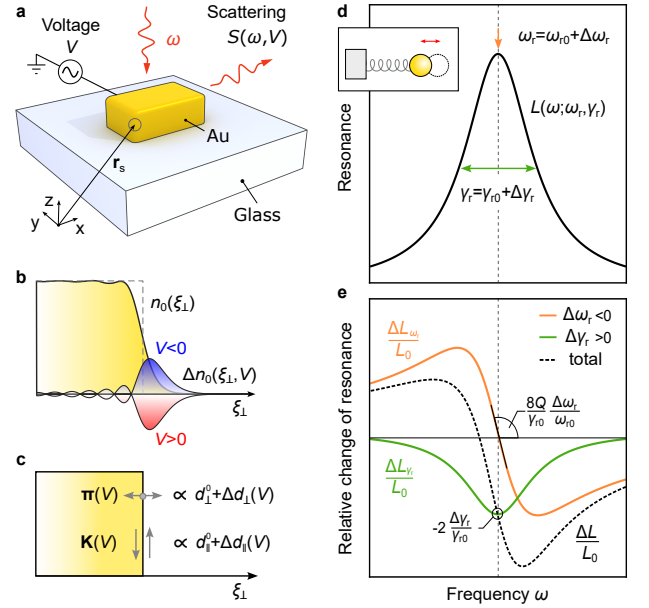 a
Voltage
V
ω
Scattering
S(ω,V)
Au
r_s
Glass
z
y
x
b
n₀(ξ⊥)
V<0
Δn₀(ξ⊥,V)
ξ⊥
V>0
c
π(V)
∝ d⊥⁰+Δd⊥(V)
K(V)
∝ d∥⁰+Δd∥(V)
ξ⊥
d
ω_r=ω_r0+Δω_r
L(ω;ω_r,γ_r)
γ_r=γ_r0+Δγ_r
Resonance
e
ΔL_ω_r
L₀
Δω_r <0
Δγ_r >0
total
8Q Δω_r
γ_r0 ω_r0
ΔL_γ_r
L₀
-2 Δγ_r
γ_r0
ΔL
L₀
Relative change of resonance
Frequency ω